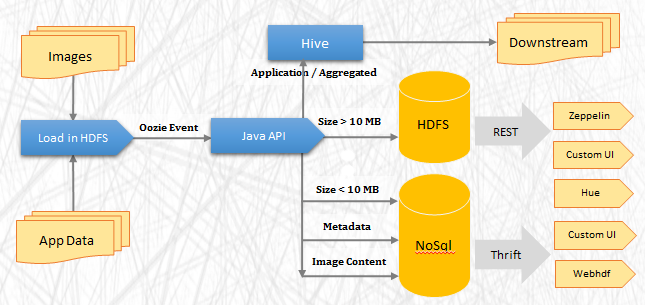 Images
Hive
Downstream
Application / Aggregated
Load in HDFS
Oozie Event
Java API
Size > 10 MB
HDFS
REST
Zeppelin
Custom UI
Hue
Size < 10 MB
Metadata
Image Content
NoSql
Thrift
Custom UI
Webhdf
App Data